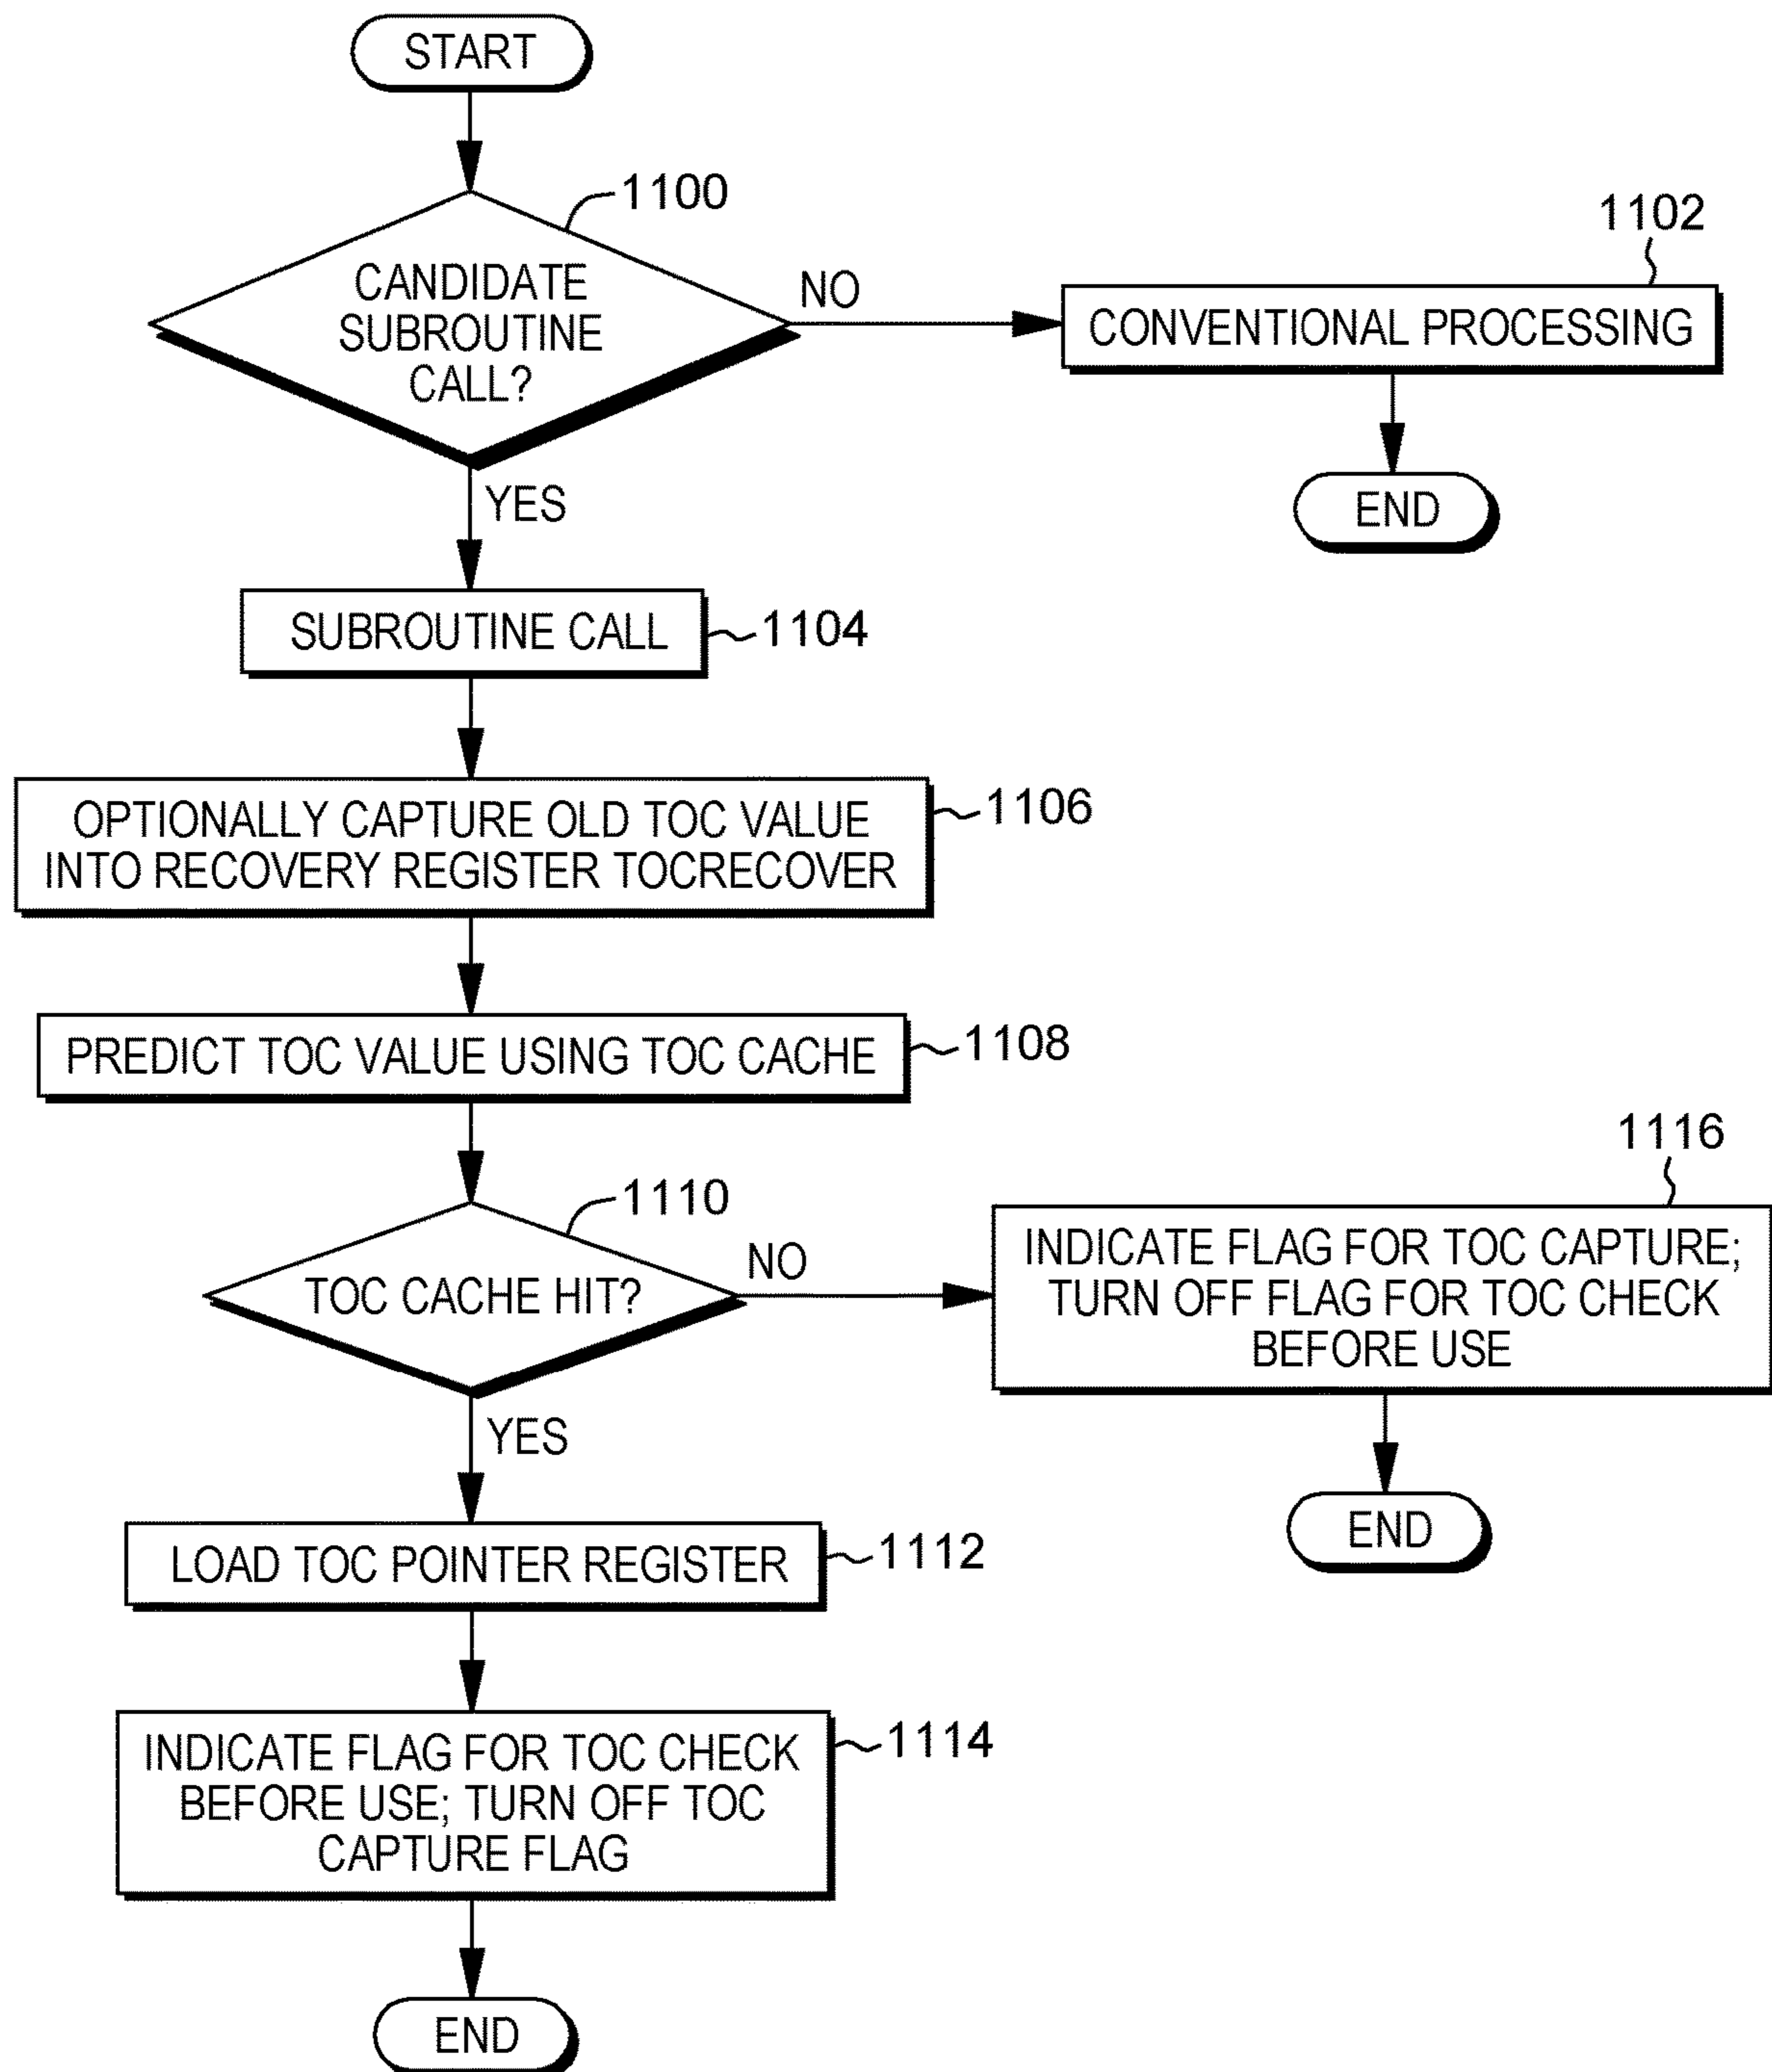 START
1100
CANDIDATE
SUBROUTINE
CALL?
NO
1102
CONVENTIONAL PROCESSING
END
YES
SUBROUTINE CALL
1104
OPTIONALLY CAPTURE OLD TOC VALUE
INTO RECOVERY REGISTER TOCRECOVER
1106
PREDICT TOC VALUE USING TOC CACHE
1108
1110
TOC CACHE HIT?
NO
1116
INDICATE FLAG FOR TOC CAPTURE;
TURN OFF FLAG FOR TOC CHECK
BEFORE USE
END
YES
LOAD TOC POINTER REGISTER
1112
INDICATE FLAG FOR TOC CHECK
BEFORE USE; TURN OFF TOC
CAPTURE FLAG
1114
END